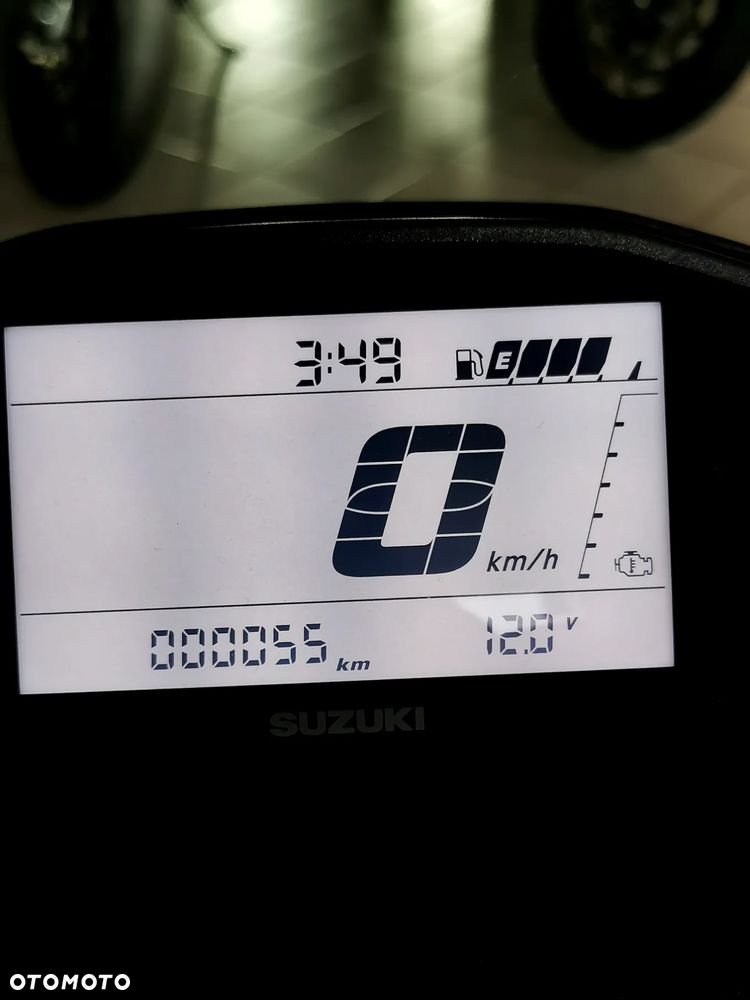 3:49 E
0 km/h
000055 km 12.0 V
SUZUKI
OTOMOTO